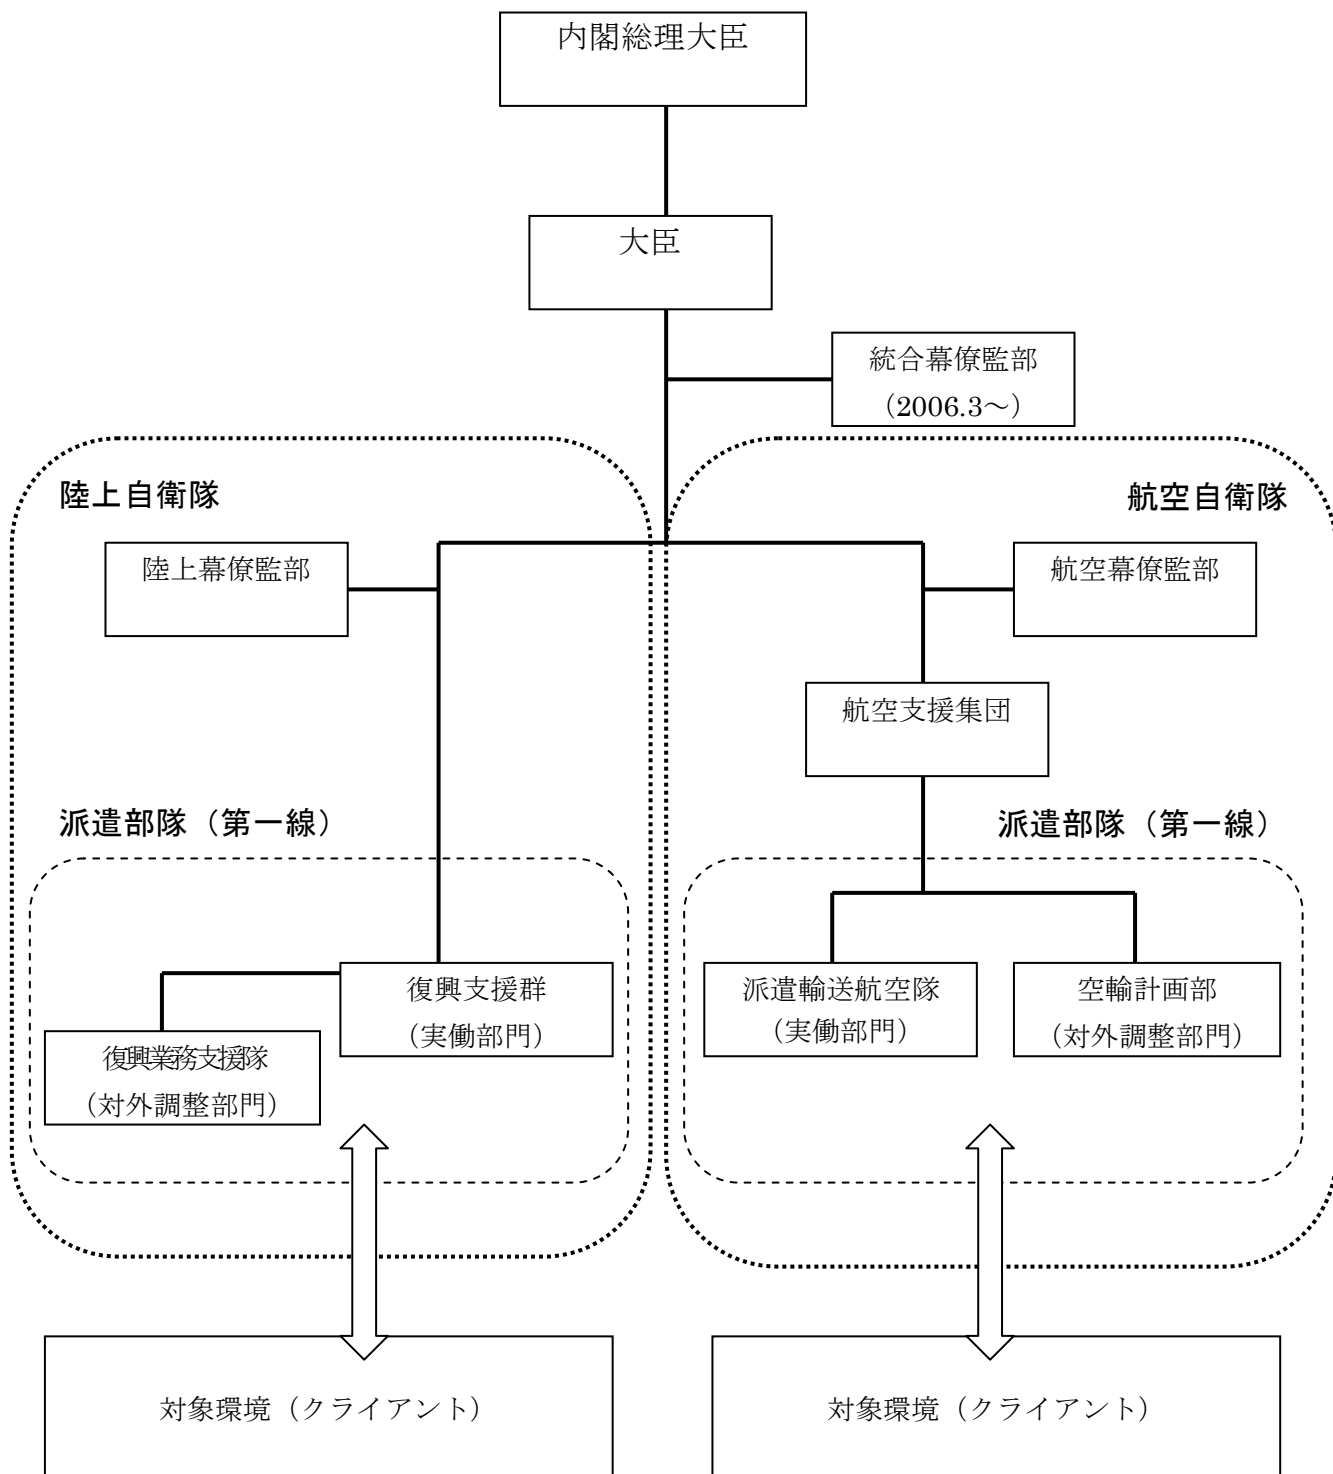 内閣総理大臣
大臣
統合幕僚監部
（2006.3～）
陸上自衛隊
航空自衛隊
陸上幕僚監部
航空幕僚監部
航空支援集団
派遣部隊（第一線）
派遣部隊（第一線）
復興支援群
（実働部門）
復興業務支援隊
（対外調整部門）
派遣輸送航空隊
（実働部門）
空輸計画部
（対外調整部門）
対象環境（クライアント）
対象環境（クライアント）